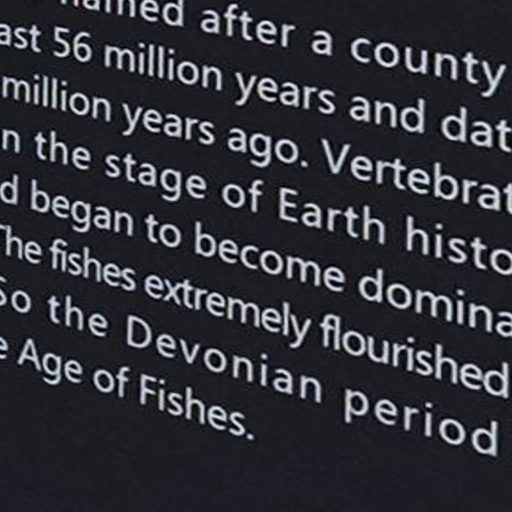 named after a county
ast 56 million years and dat
million years ago. Vertebrat
n the stage of Earth histo
d began to become domina
The fishes extremely flourished
So the Devonian period
e Age of Fishes.